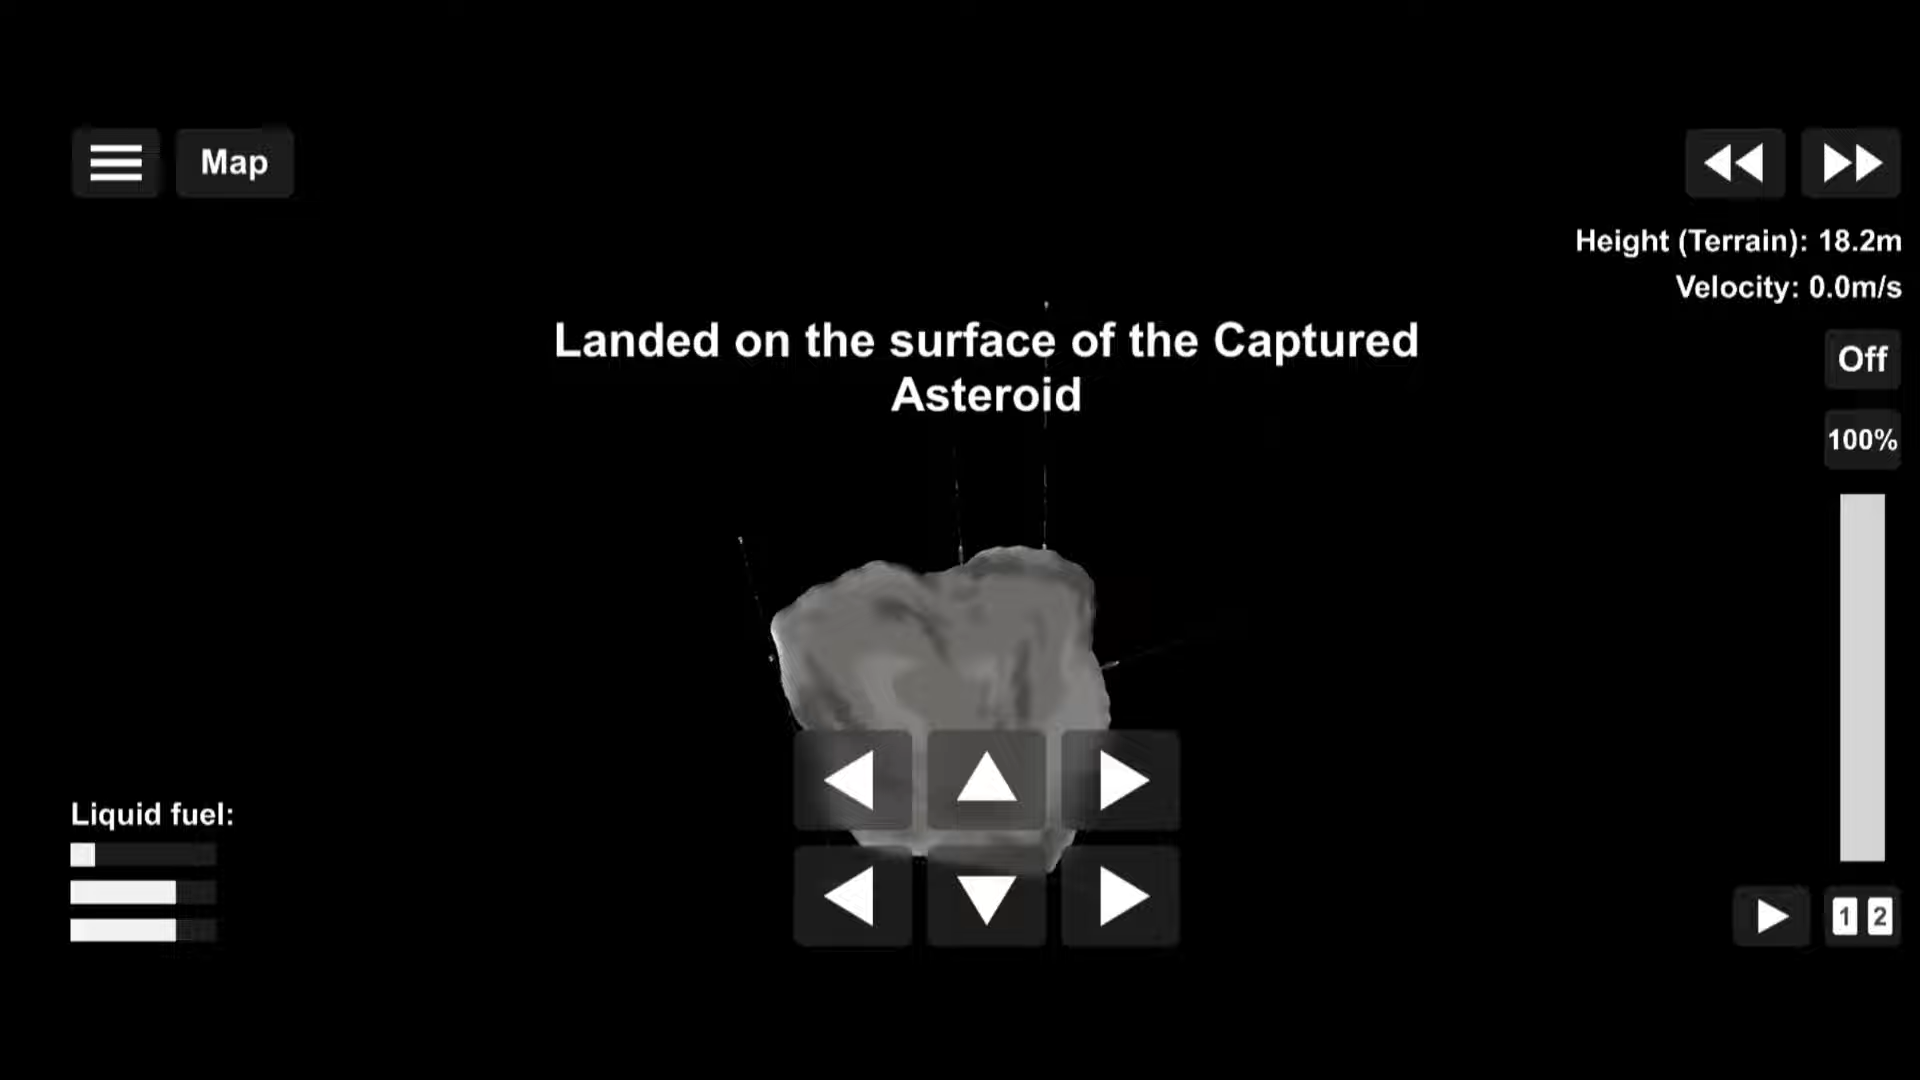 Map
Height (Terrain): 18.2m
Velocity: 0.0m/s
Landed on the surface of the Captured
Asteroid
Off
100%
Liquid fuel:
1 2